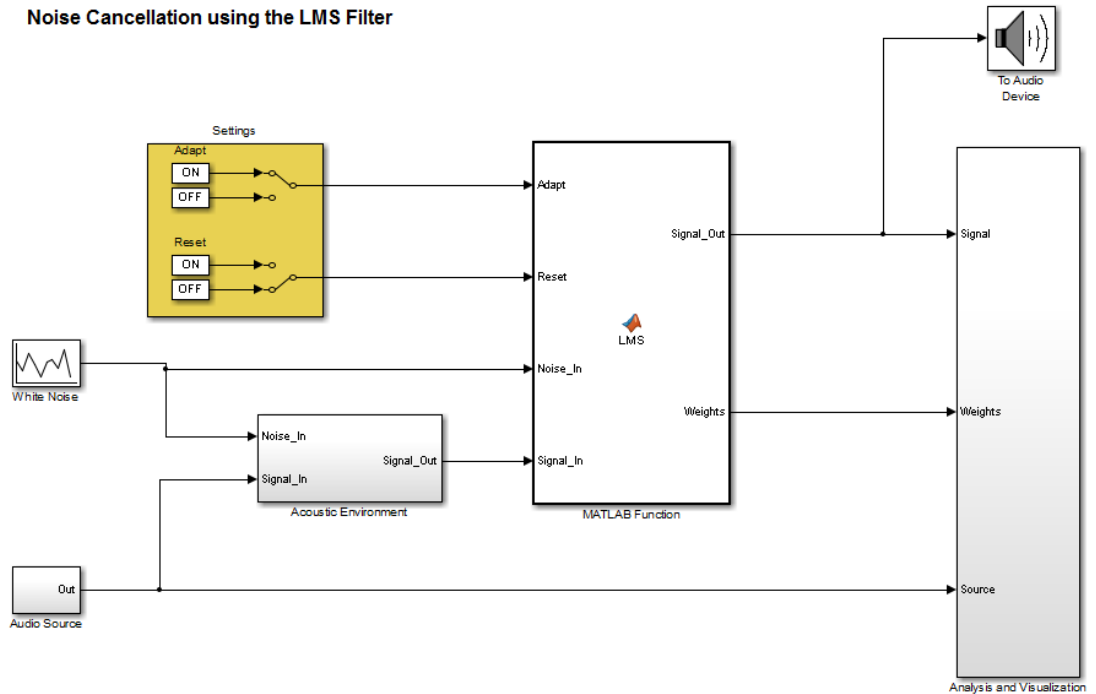 Noise Cancellation using the LMS Filter
To Audio
Device
Settings
Adapt
ON
OFF
Reset
ON
OFF
Adapt
Reset
Noise_In
Signal_In
Signal_Out
Weights
LMS
MATLAB Function
Signal
Weights
Source
Analysis and Visualization
White Noise
Noise_In
Signal_In
Signal_Out
Acoustic Environment
Out
Audio Source